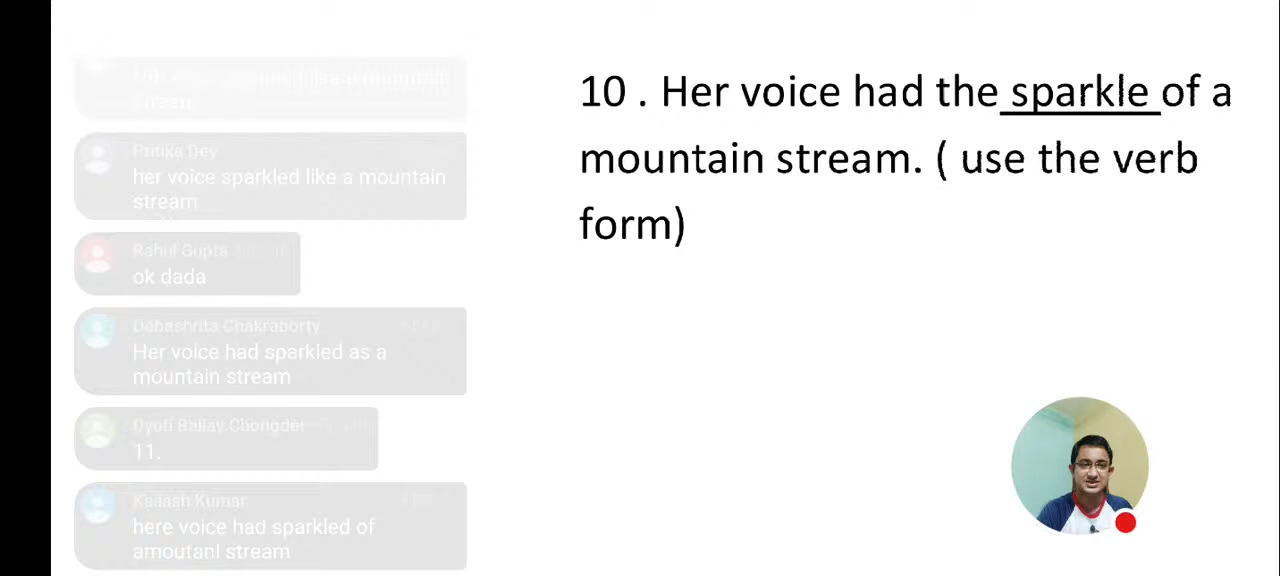 Pritika Dey
her voice sparkled like a mountain
stream
Rahul Gupta
ok dada
Debashrita Chakraborty
Her voice had sparkled as a
mountain stream
Dyoti Ballav Chongder
11.
Kailash Kumar
here voice had sparkled of
amoutanl stream
10 . Her voice had the sparkle of a
mountain stream. ( use the verb
form)